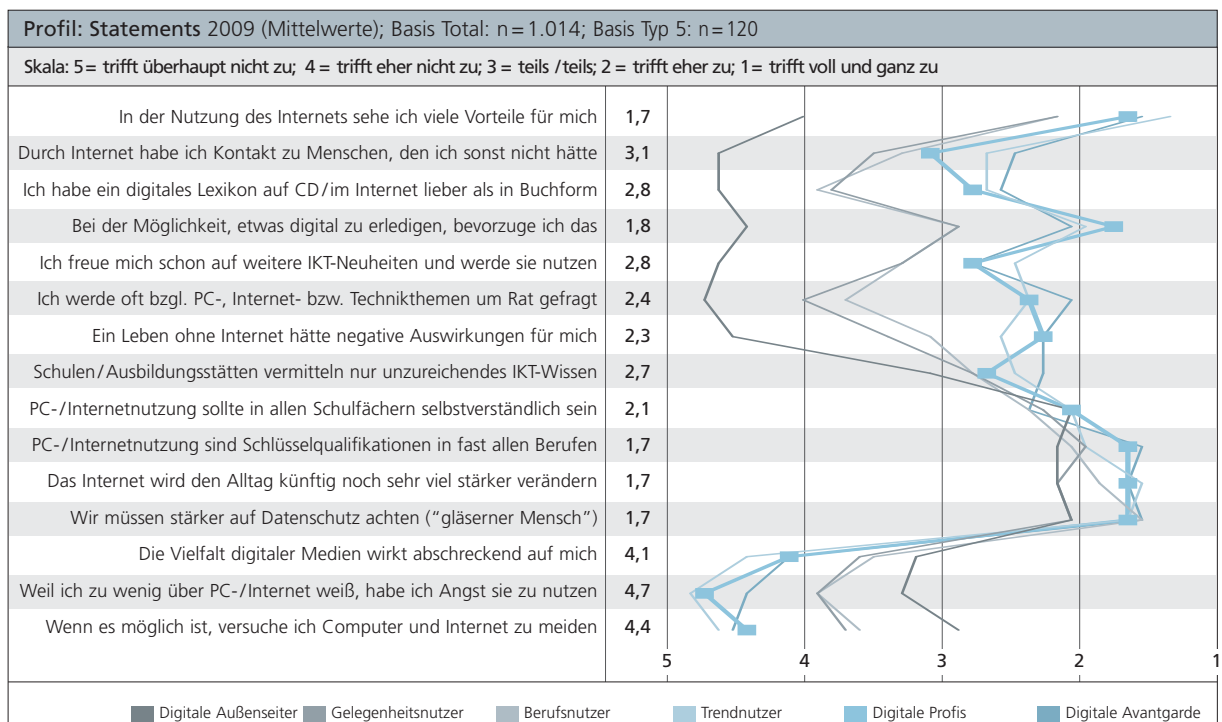 Profil: Statements 2009 (Mittelwerte); Basis Total: n=1.014; Basis Typ 5: n=120
Skala: 5= trifft überhaupt nicht zu; 4= trifft eher nicht zu; 3= teils /teils; 2= trifft eher zu; 1= trifft voll und ganz zu
In der Nutzung des Internets sehe ich viele Vorteile für mich 1,7
Durch Internet habe ich Kontakt zu Menschen, den ich sonst nicht hätte 3,1
Ich habe ein digitales Lexikon auf CD/im Internet lieber als in Buchform 2,8
Bei der Möglichkeit, etwas digital zu erledigen, bevorzuge ich das 1,8
Ich freue mich schon auf weitere IKT-Neuheiten und werde sie nutzen 2,8
Ich werde oft bzgl. PC-, Internet- bzw. Technikthemen um Rat gefragt 2,4
Ein Leben ohne Internet hätte negative Auswirkungen für mich 2,3
Schulen/Ausbildungsstätten vermitteln nur unzureichendes IKT-Wissen 2,7
PC-/Internetnutzung sollte in allen Schulfächern selbstverständlich sein 2,1
PC-/Internetnutzung sind Schlüsselqualifikationen in fast allen Berufen 1,7
Das Internet wird den Alltag künftig noch sehr viel stärker verändern 1,7
Wir müssen stärker auf Datenschutz achten ("gläserner Mensch") 1,7
Die Vielfalt digitaler Medien wirkt abschreckend auf mich 4,1
Weil ich zu wenig über PC-/Internet weiß, habe ich Angst sie zu nutzen 4,7
Wenn es möglich ist, versuche ich Computer und Internet zu meiden 4,4
5 4 3 2 1
Digitale Außenseiter Gelegenheitsnutzer Berufsnutzer Trendnutzer Digitale Profis Digitale Avantgarde